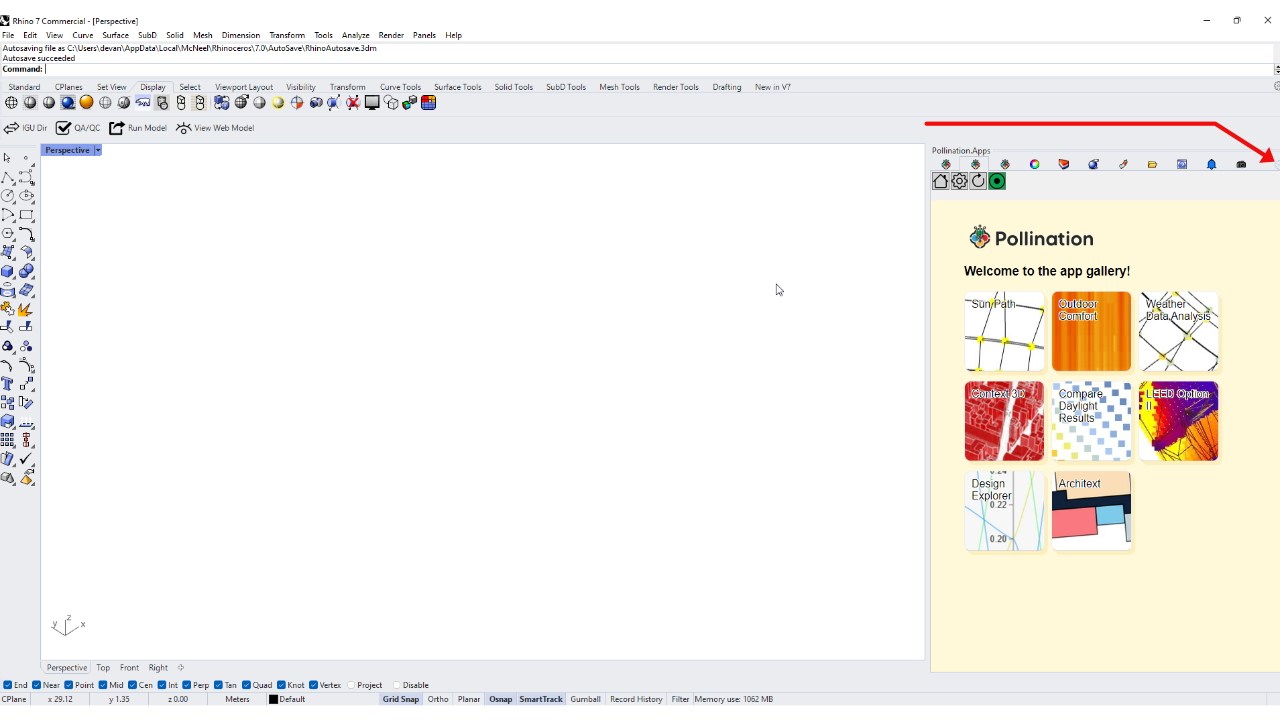 Rhino 7 Commercial - [Perspective]
File Edit View Curve Surface SubD Solid Mesh Dimension Transform Tools Analyze Render Panels Help
Autosaving file as C:\Users\devan\AppData\Local\McNeel\Rhinoceros\7.0\AutoSave\RhinoAutosave.3dm
Autosave succeeded
Command:
Standard CPlanes Set View Display Select Viewport Layout Visibility Transform Curve Tools Surface Tools Solid Tools SubD Tools Mesh Tools Render Tools Drafting New in V7
IGU Dir QA/QC Run Model View Web Model
Perspective
Pollination.Apps
Pollination
Welcome to the app gallery!
Sun Path
Outdoor
Comfort
Weather
Data Analysis
Context 3D
Compare
Daylight
Results
LEED Option
II
0.24
Design
Explorer
0.22
0.20
Architext
z
y x
Perspective Top Front Right
End Near Point Mid Cen Int Perp Tan Quad Knot Vertex Project Disable
CPlane x 29.12 y 1.35 z 0.00 Meters Default Grid Snap Ortho Planar Osnap SmartTrack Gumball Record History Filter Memory use: 1062 MB